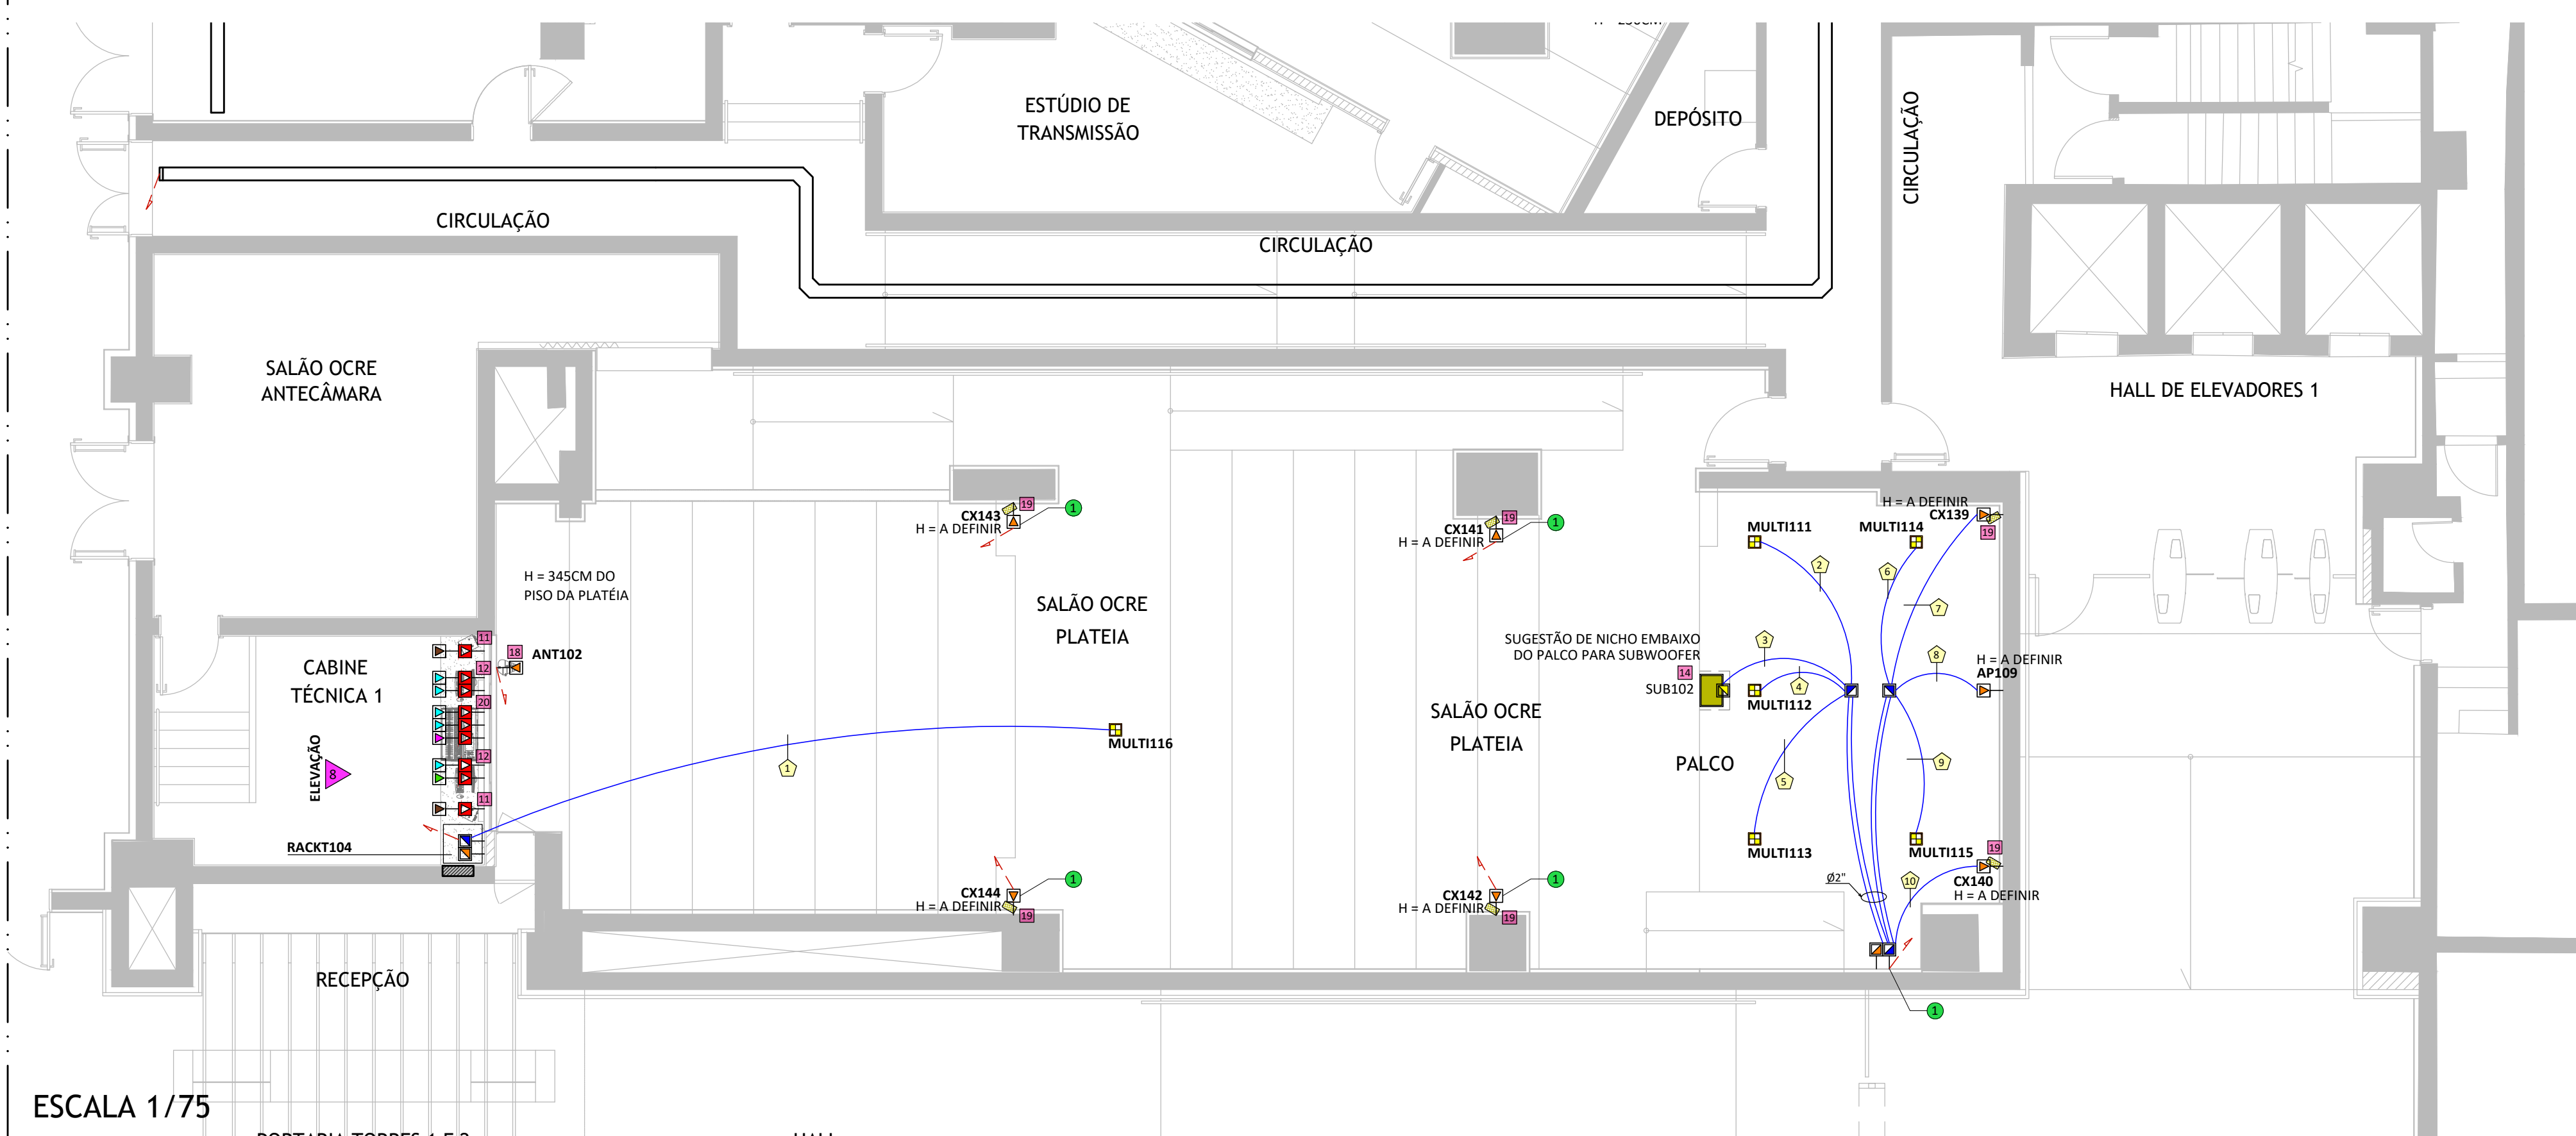 ESTÚDIO DE
TRANSMISSÃO
DEPÓSITO
CIRCULAÇÃO
CIRCULAÇÃO
CIRCULAÇÃO
SALÃO OCRE
ANTECÂMARA
HALL DE ELEVADORES 1
CX143
H = A DEFINIR
19
1
CX141
H = A DEFINIR
19
1
MULTI111
MULTI114
H = A DEFINIR
CX139
19
2
6
7
H = 345CM DO
PISO DA PLATÉIA
SALÃO OCRE
PLATEIA
SUGESTÃO DE NICHO EMBAIXO
DO PALCO PARA SUBWOOFER
14
SUB102
3
4
MULTI112
8
H = A DEFINIR
AP109
CABINE
TÉCNICA 1
11
12
20
12
11
18
ANT102
ELEVAÇÃO
8
RACKT104
MULTI116
1
SALÃO OCRE
PLATEIA
PALCO
5
9
MULTI113
MULTI115
19
CX140
H = A DEFINIR
10
Ø2"
CX144
H = A DEFINIR
19
1
CX142
H = A DEFINIR
19
1
1
RECEPÇÃO
ESCALA 1/75